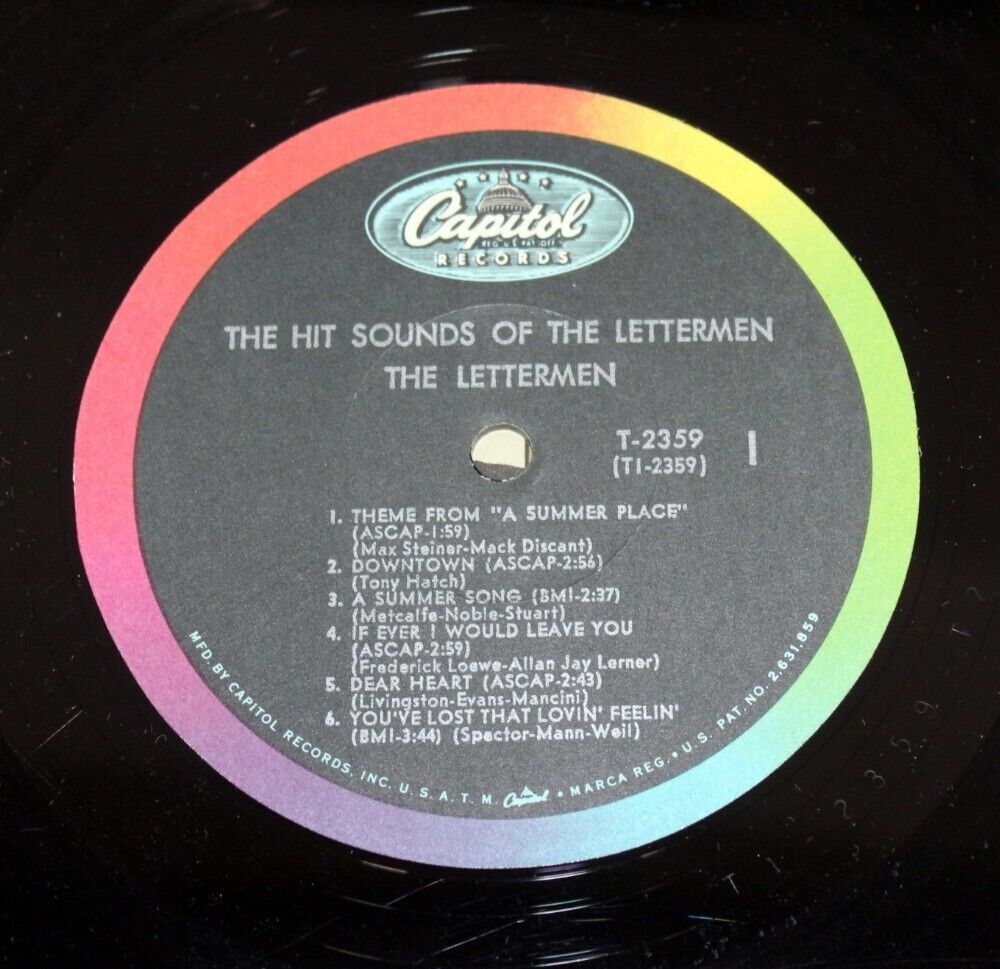 Capitol
REG. U.S. PAT. OFF.
RECORDS
THE HIT SOUNDS OF THE LETTERMEN
THE LETTERMEN
T-2359 1
(T1-2359)
1. THEME FROM "A SUMMER PLACE"
(ASCAP-1:59)
(Max Steiner-Mack Discant)
2. DOWNTOWN (ASCAP-2:56)
(Tony Hatch)
3. A SUMMER SONG (BMI-2:37)
(Metcalfe-Noble-Stuart)
4. IF EVER I WOULD LEAVE YOU
(ASCAP-2:59)
(Frederick Loewe-Allan Jay Lerner)
5. DEAR HEART (ASCAP-2:43)
(Livingston-Evans-Mancini)
6. YOU'VE LOST THAT LOVIN' FEELIN'
(BMI-3:44) (Spector-Mann-Weil)
MFD. BY CAPITOL RECORDS, INC. U. S. A. T. M. Capitol • MARCA REG. • U.S. PAT. NO. 2,631,859
T1 2359